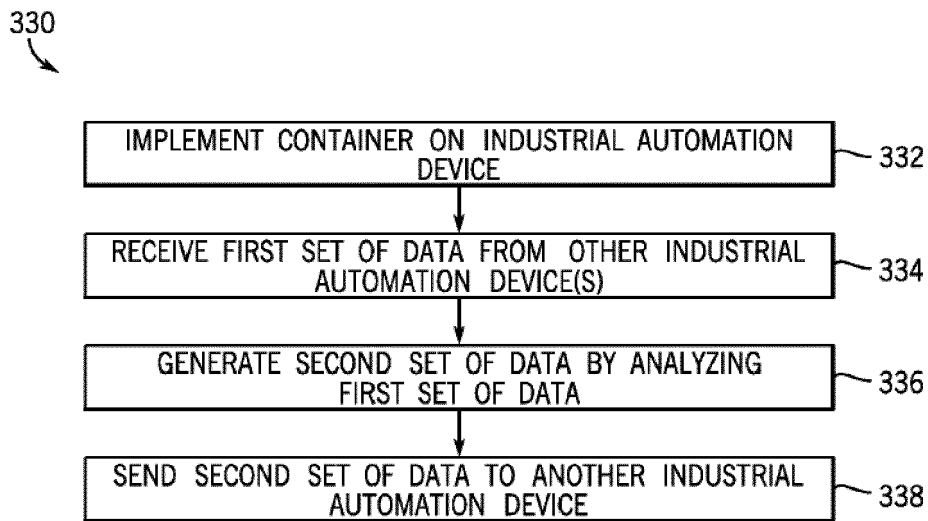 330
IMPLEMENT CONTAINER ON INDUSTRIAL AUTOMATION
DEVICE
332
RECEIVE FIRST SET OF DATA FROM OTHER INDUSTRIAL
AUTOMATION DEVICE(S)
334
GENERATE SECOND SET OF DATA BY ANALYZING
FIRST SET OF DATA
336
SEND SECOND SET OF DATA TO ANOTHER INDUSTRIAL
AUTOMATION DEVICE
338